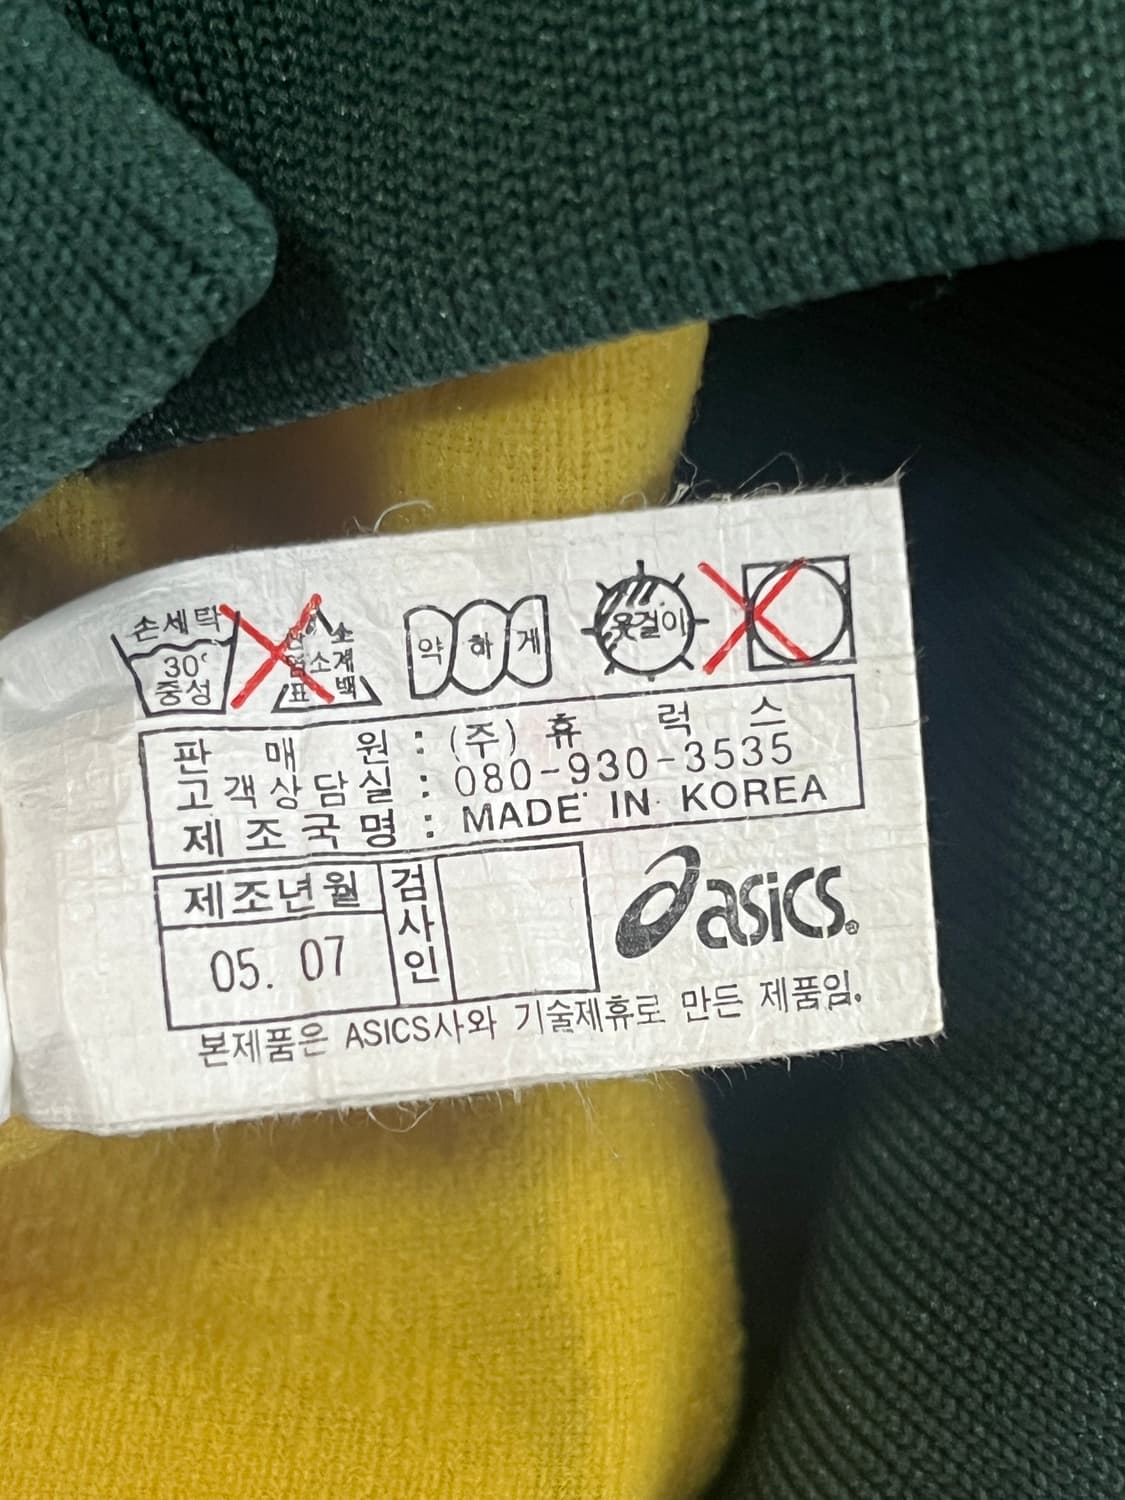 손세탁
30°
중성
산소
염소계
표백
약하게
옷걸이
판매원 : (주) 휴럭스
고객상담실 : 080-930-3535
제조국명 : MADE IN KOREA
제조년월
05. 07
검사인
asics®
본제품은 ASICS사와 기술제휴로 만든 제품임.